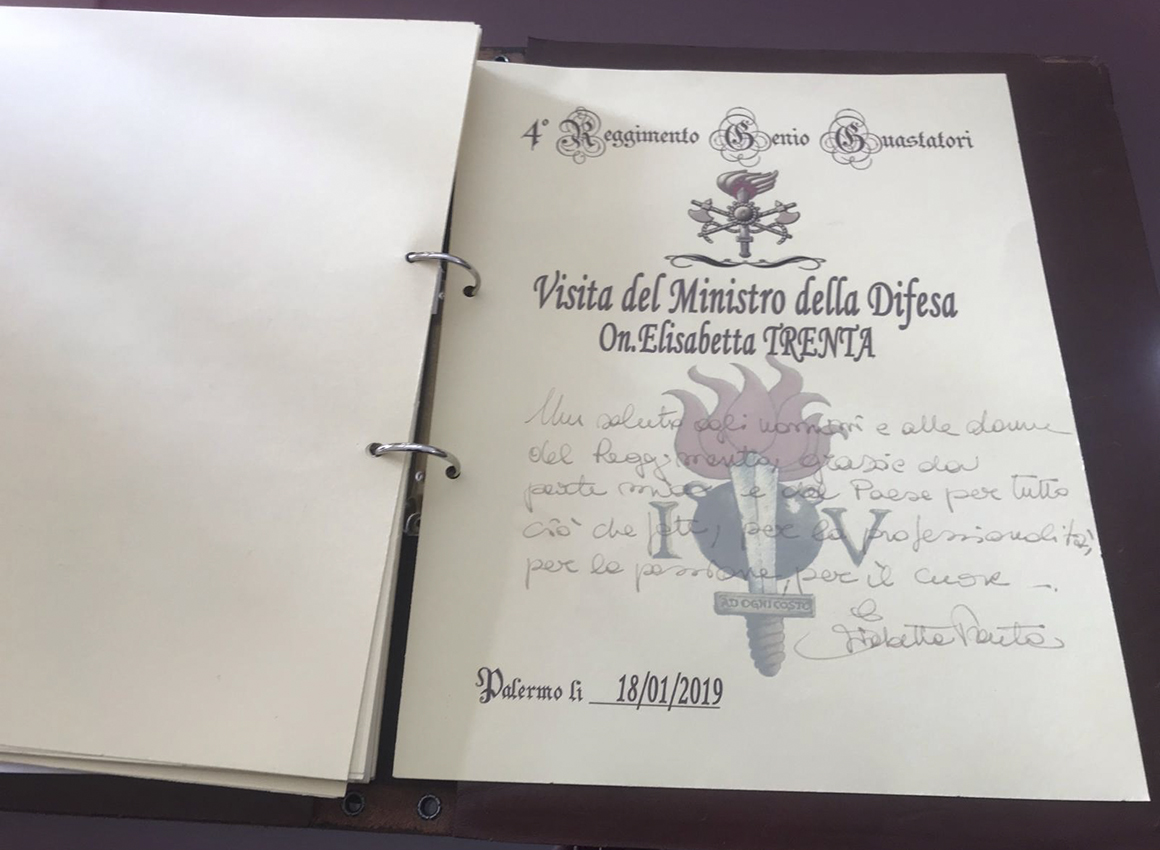 4° Reggimento Genio Guastatori
Visita del Ministro della Difesa
On.Elisabetta TRENTA
Un saluto agli uomini e alle donne
del Reggimento, grazie da
parte mia e del Paese per tutto
ciò che fate, per la professionalità,
per la passione per il cuore
I V
AD OGNI COSTO
Elisabetta Trenta
Palermo li 18/01/2019